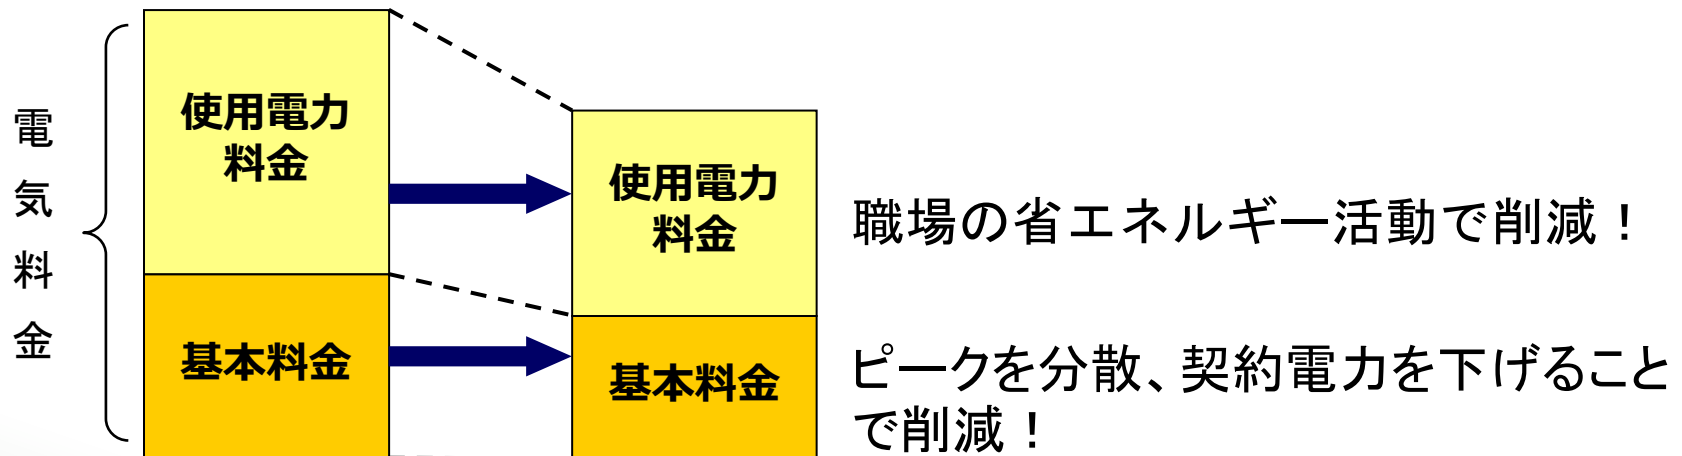 電気料金
使用電力
料金
基本料金
使用電力
料金
基本料金
職場の省エネルギー活動で削減！
ピークを分散、契約電力を下げること
で削減！